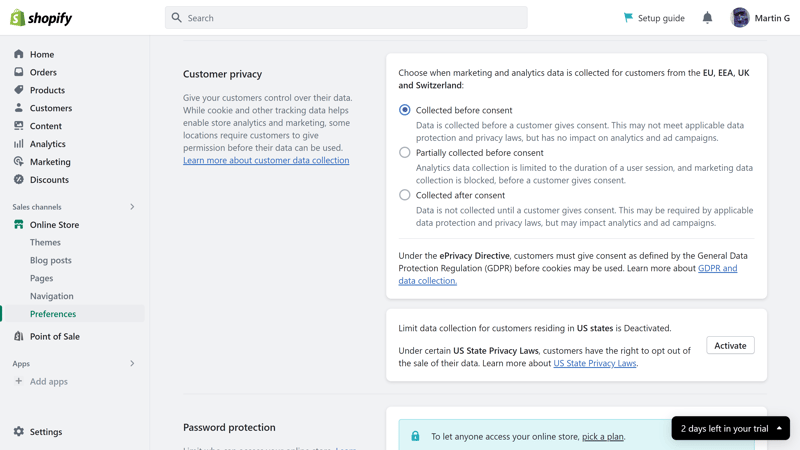 shopify
Search
Setup guide
Martin G
Home
Orders
Products
Customers
Content
Analytics
Marketing
Discounts
Sales channels
Online Store
Themes
Blog posts
Pages
Navigation
Preferences
Point of Sale
Apps
Add apps
Settings
Customer privacy
Give your customers control over their data.
While cookie and other tracking data helps
enable store analytics and marketing, some
locations require customers to give
permission before their data can be used.
Learn more about customer data collection
Choose when marketing and analytics data is collected for customers from the EU, EEA, UK
and Switzerland:
Collected before consent
Data is collected before a customer gives consent. This may not meet applicable data
protection and privacy laws, but has no impact on analytics and ad campaigns.
Partially collected before consent
Analytics data collection is limited to the duration of a user session, and marketing data
collection is blocked, before a customer gives consent.
Collected after consent
Data is not collected until a customer gives consent. This may be required by applicable
data protection and privacy laws, but may impact analytics and ad campaigns.
Under the ePrivacy Directive, customers must give consent as defined by the General Data
Protection Regulation (GDPR) before cookies may be used. Learn more about GDPR and
data collection.
Limit data collection for customers residing in US states is Deactivated.
Under certain US State Privacy Laws, customers have the right to opt out of
the sale of their data. Learn more about US State Privacy Laws.
Activate
Password protection
To let anyone access your online store, pick a plan.
2 days left in your trial